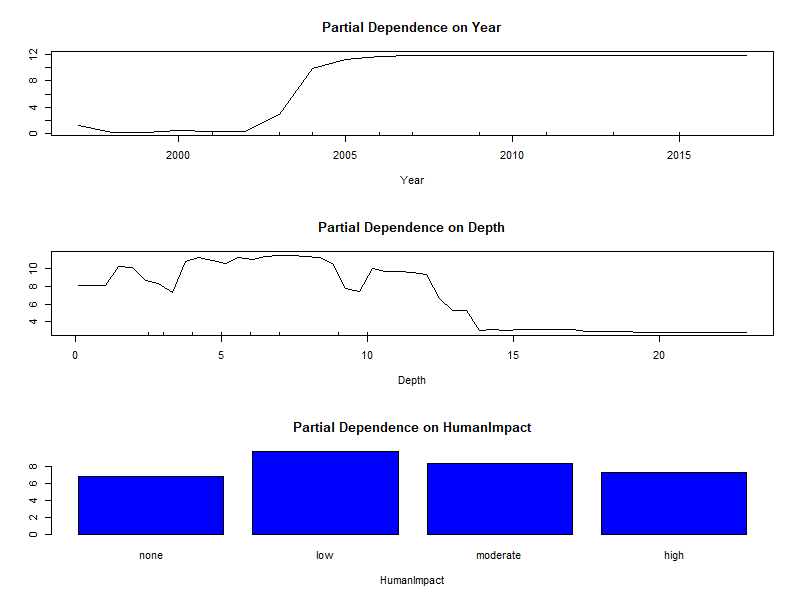 Partial Dependence on Year
12
8
4
0
2000 2005 2010 2015
Year
Partial Dependence on Depth
10
8
6
4
0 5 10 15 20
Depth
Partial Dependence on HumanImpact
8
6
4
2
0
none low moderate high
HumanImpact